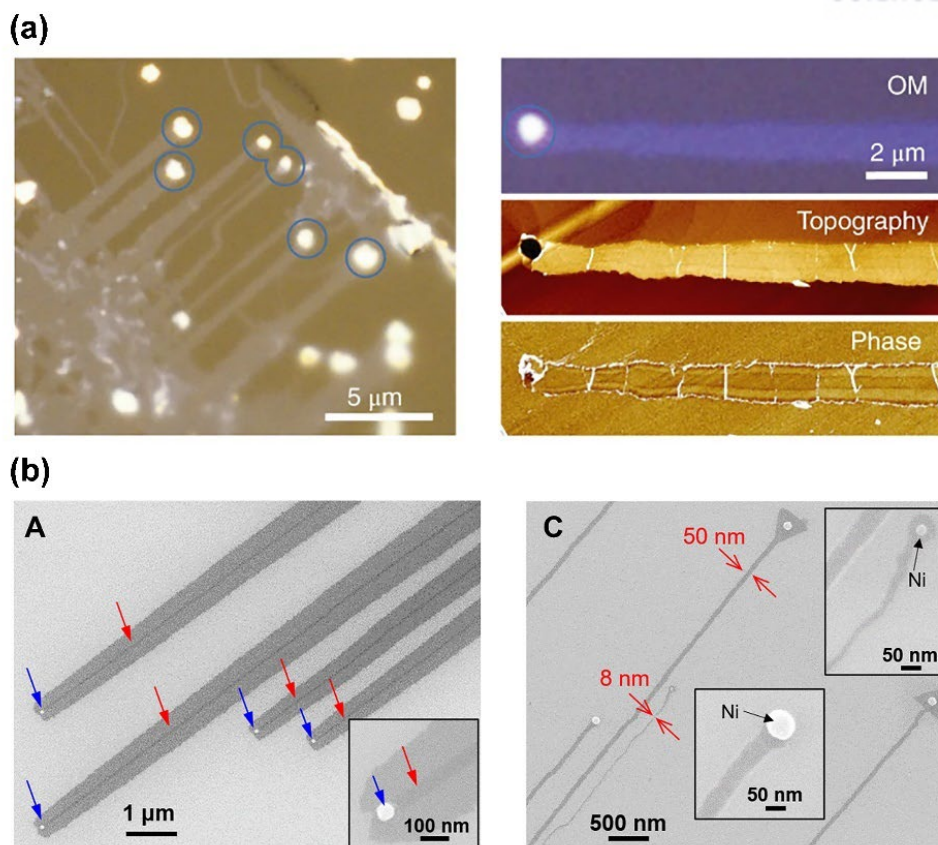 (a)
OM
2 μm
Topography
Phase
5 μm
(b)
A
1 μm
100 nm
C
50 nm
8 nm
Ni
50 nm
Ni
50 nm
500 nm